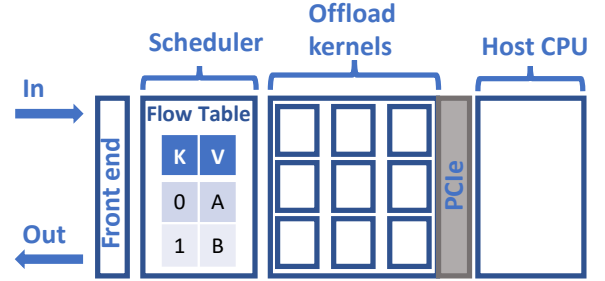 Scheduler
Offload
kernels
Host CPU
In
Out
Front end
Flow Table
K V
0 A
1 B
PCIe